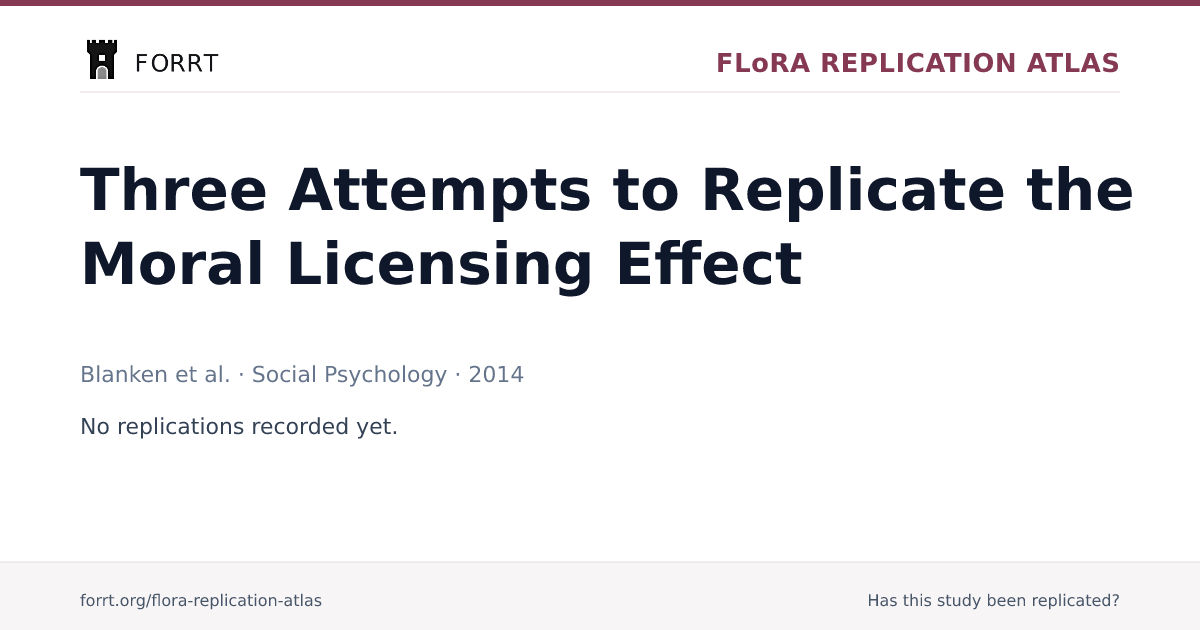 FORRT
FLoRA REPLICATION ATLAS
Three Attempts to Replicate the
Moral Licensing Effect
Blanken et al. · Social Psychology · 2014
No replications recorded yet.
forrt.org/flora-replication-atlas
Has this study been replicated?